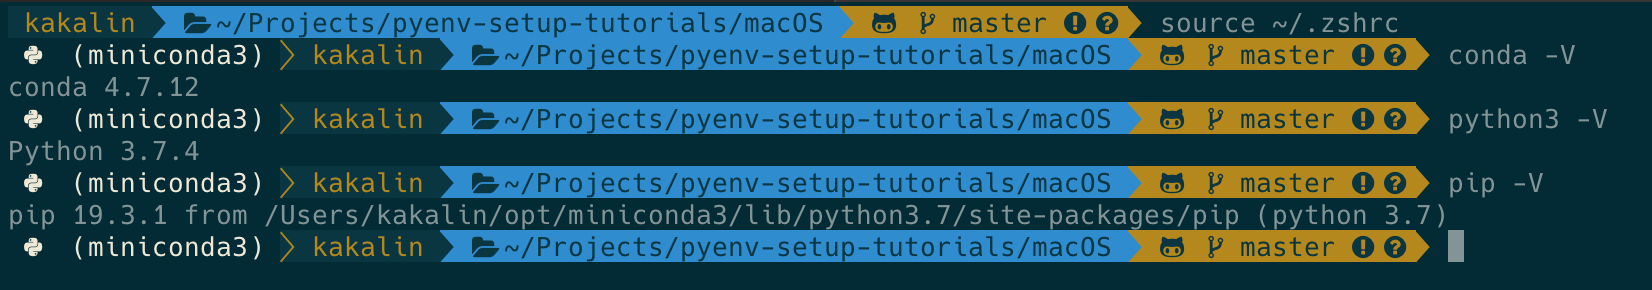 kakalin ~/Projects/pyenv-setup-tutorials/macOS master ! ? source ~/.zshrc
(miniconda3) kakalin ~/Projects/pyenv-setup-tutorials/macOS master ! ? conda -V
conda 4.7.12
(miniconda3) kakalin ~/Projects/pyenv-setup-tutorials/macOS master ! ? python3 -V
Python 3.7.4
(miniconda3) kakalin ~/Projects/pyenv-setup-tutorials/macOS master ! ? pip -V
pip 19.3.1 from /Users/kakalin/opt/miniconda3/lib/python3.7/site-packages/pip (python 3.7)
(miniconda3) kakalin ~/Projects/pyenv-setup-tutorials/macOS master ! ?